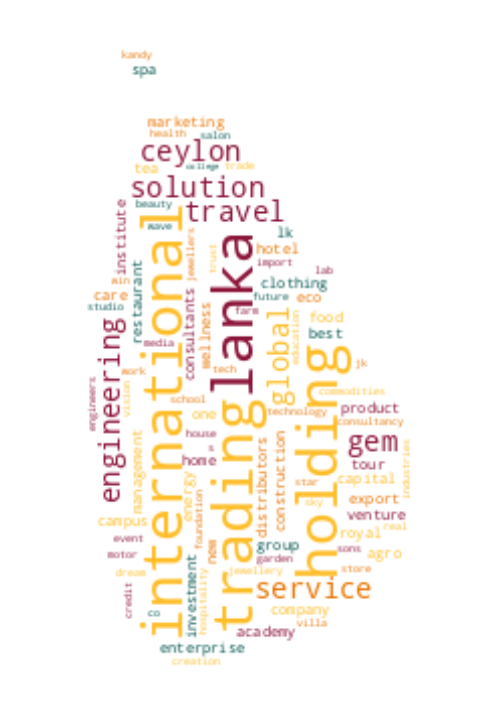 kandy
spa
marketing
health
salon
ceylon
tea
college
trade
solution
institute
beauty
travel
wave
international
jewellers
trust
lanka
lk
hotel
import
lab
restaurant
win
care
studio
consultants
clothing
future
eco
wellness
farm
global
education
food
best
engineering
media
holding
work
tech
jk
engineers
vision
school
commodities
trading
one
technology
product
consultancy
management
house
s
home
gem
tour
distributors
construction
industries
energy
star
capital
campus
foundation
sky
export
venture
event
new
royal
real
motor
group
sons
agro
garden
dream
investment
hospitality
jewellery
store
credit
co
service
company
villa
academy
enterprise
creation